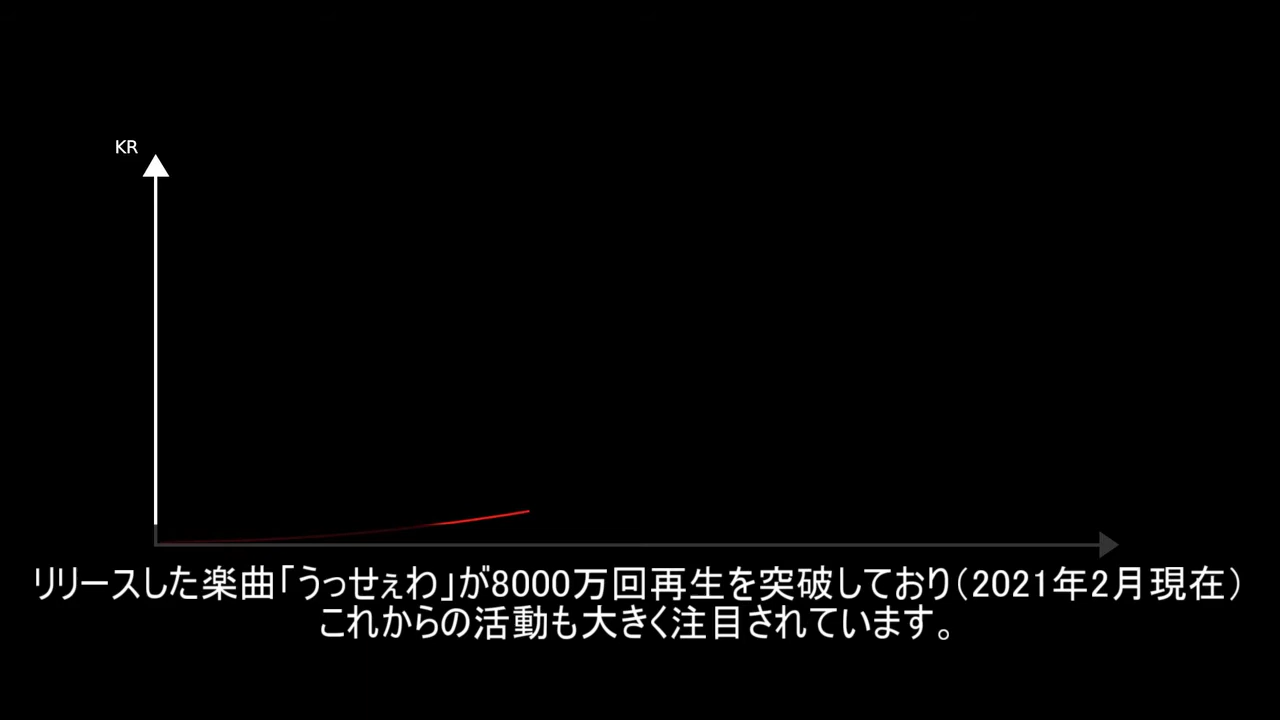 KR
リリースした楽曲「うっせぇわ」が8000万回再生を突破しており（2021年2月現在）
これからの活動も大きく注目されています。